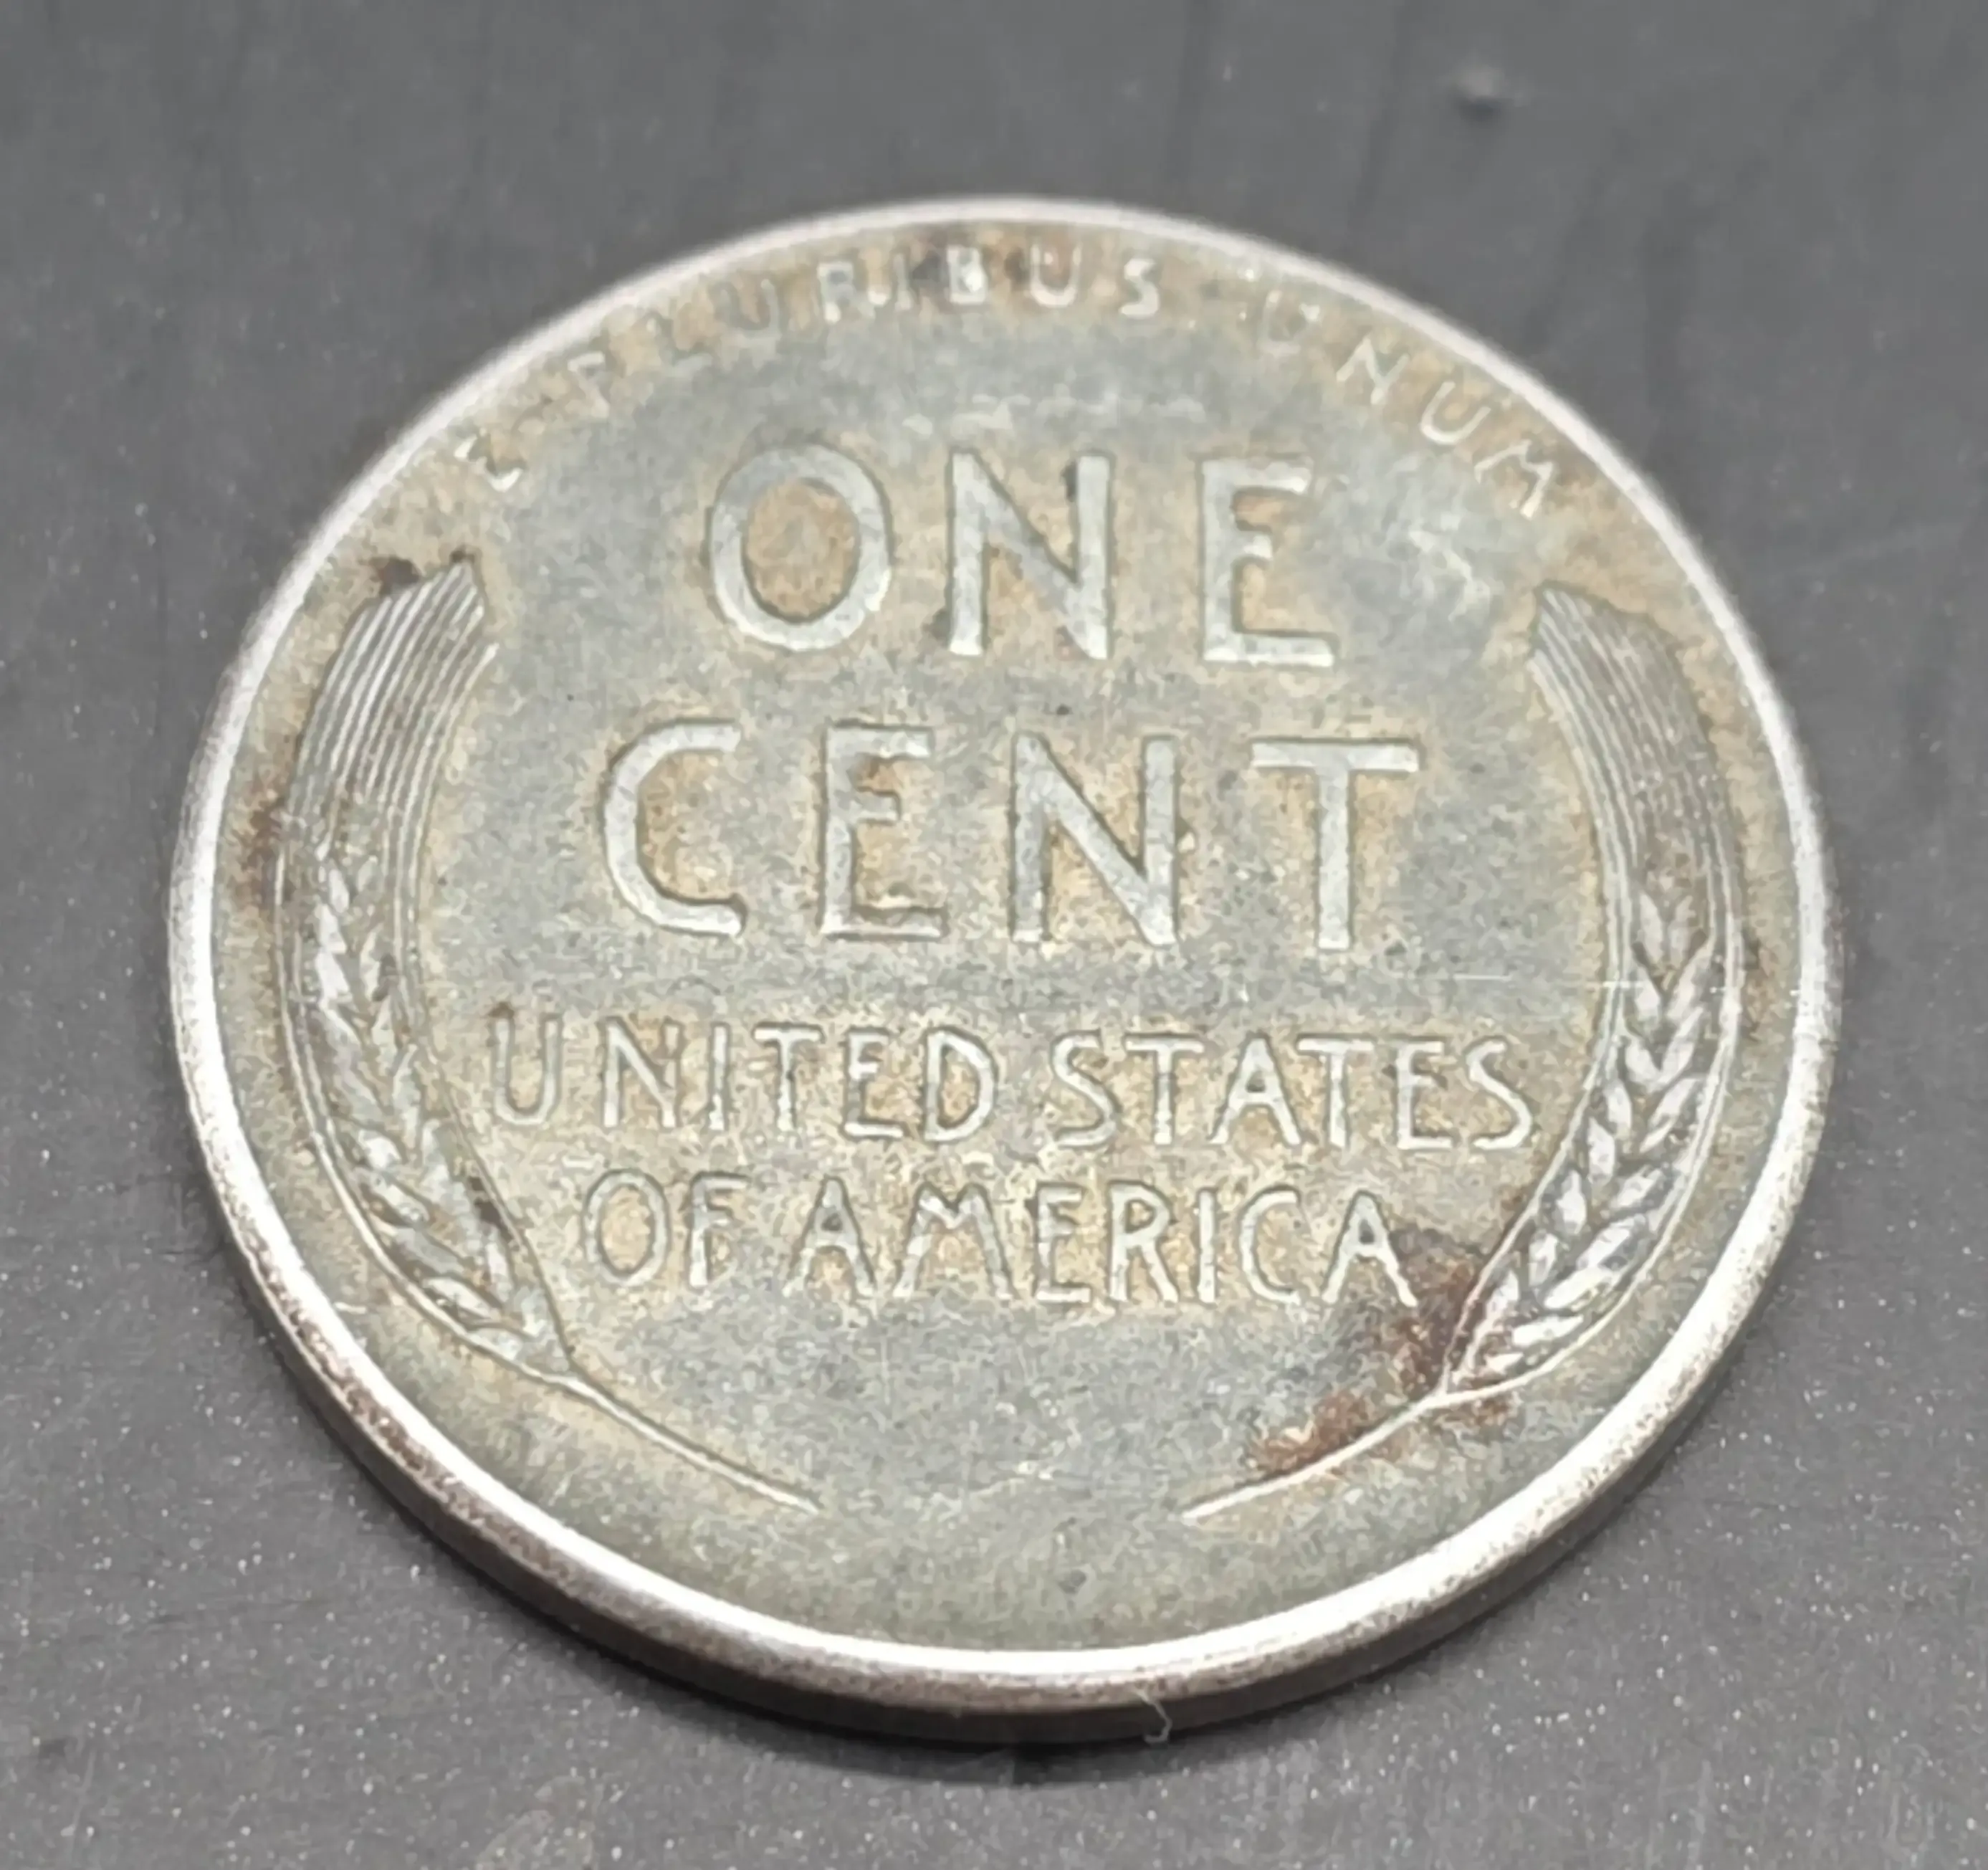 E PLURIBUS UNUM
ONE
CENT
UNITED STATES
OF AMERICA